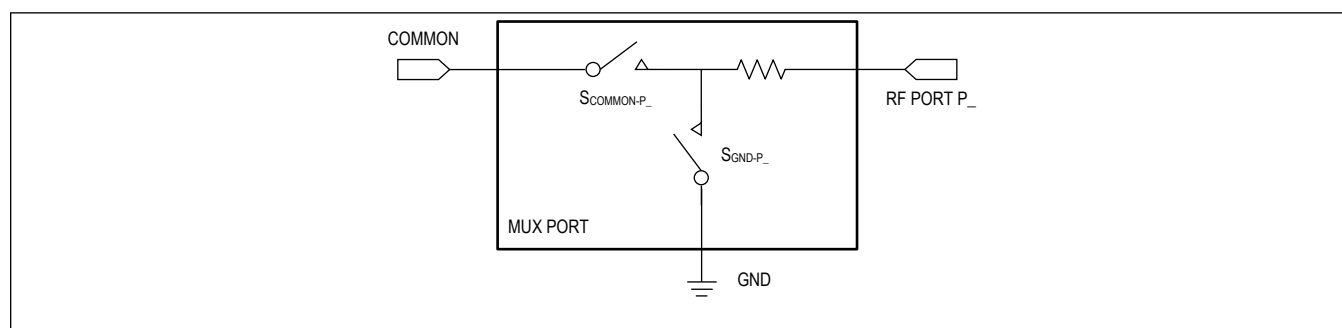 COMMON
SCOMMON-P_
RF PORT P_
SGND-P_
MUX PORT
GND